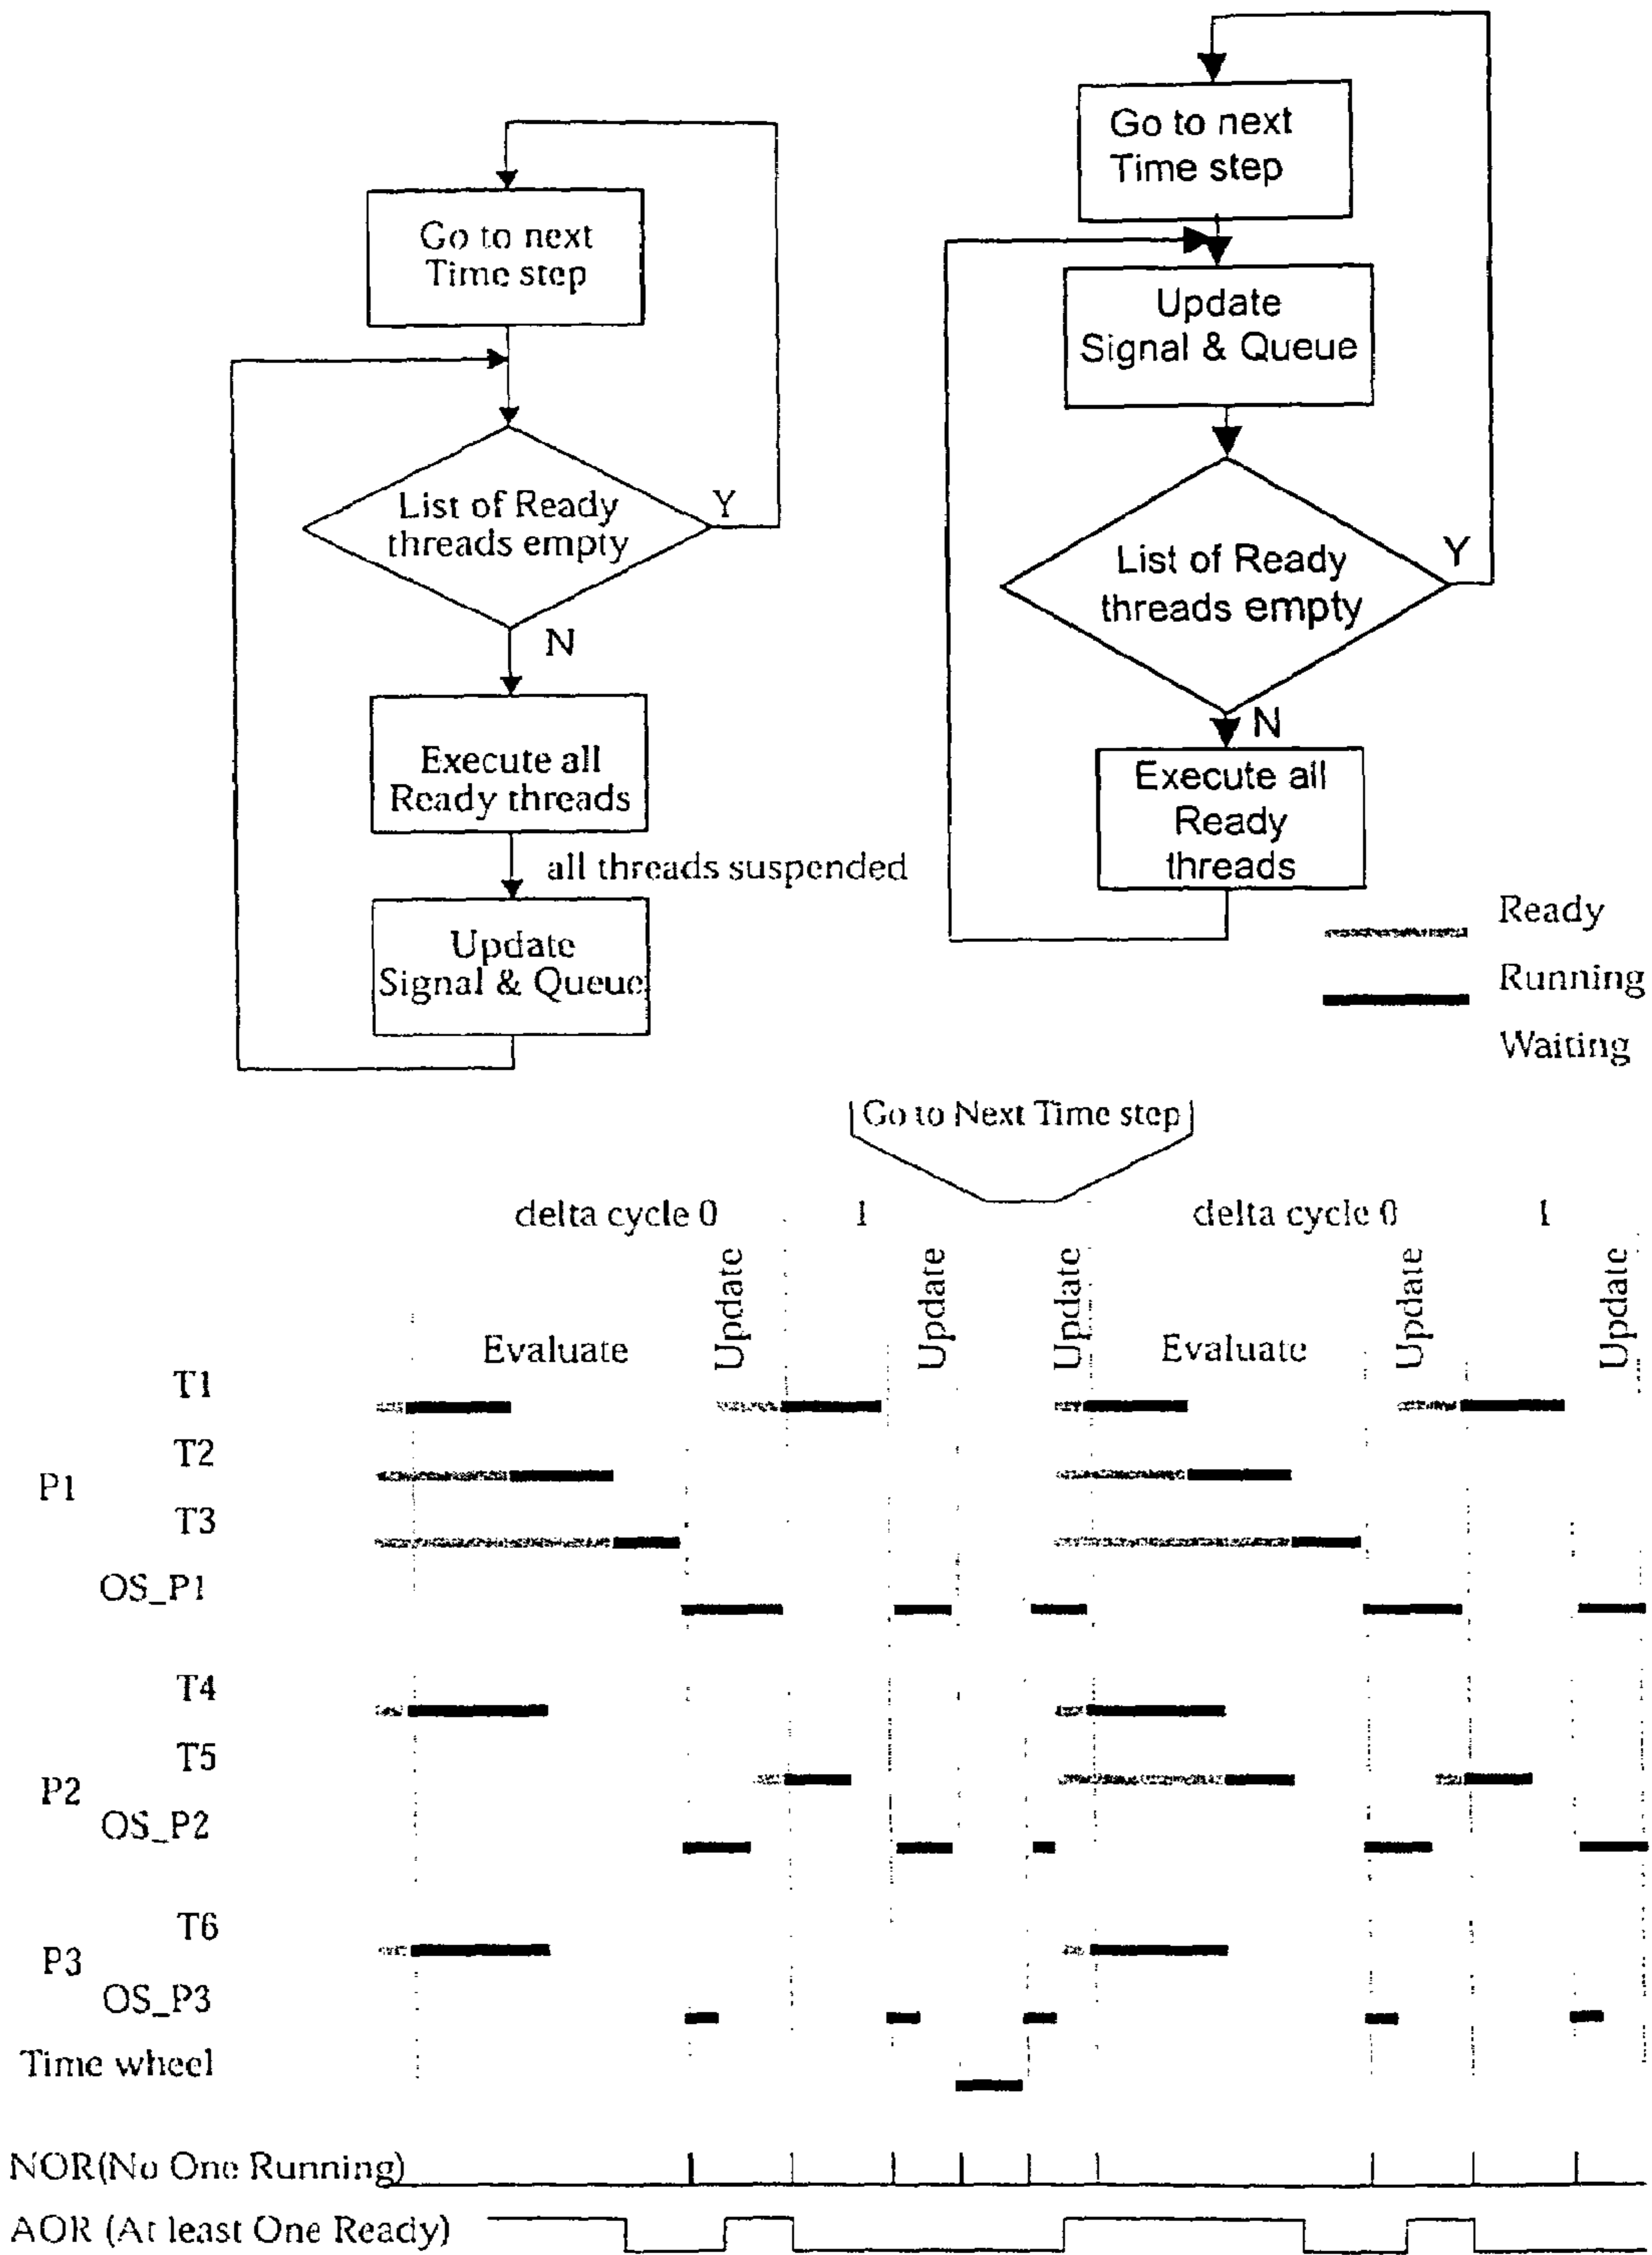 Go to next
Time step
List of Ready
threads empty
Y
N
Execute all
Ready threads
all threads suspended
Update
Signal & Queue
Go to next
Time step
Update
Signal & Queue
List of Ready
threads empty
Y
N
Execute all
Ready
threads
Ready
Running
Waiting
Go to Next Time step
delta cycle 0
1
delta cycle 0
1
Evaluate
Update
Update
Update
Evaluate
Update
Update
P1
T1
T2
T3
OS_P1
P2
T4
T5
OS_P2
P3
T6
OS_P3
Time wheel
NOR(No One Running)
AOR (At least One Ready)